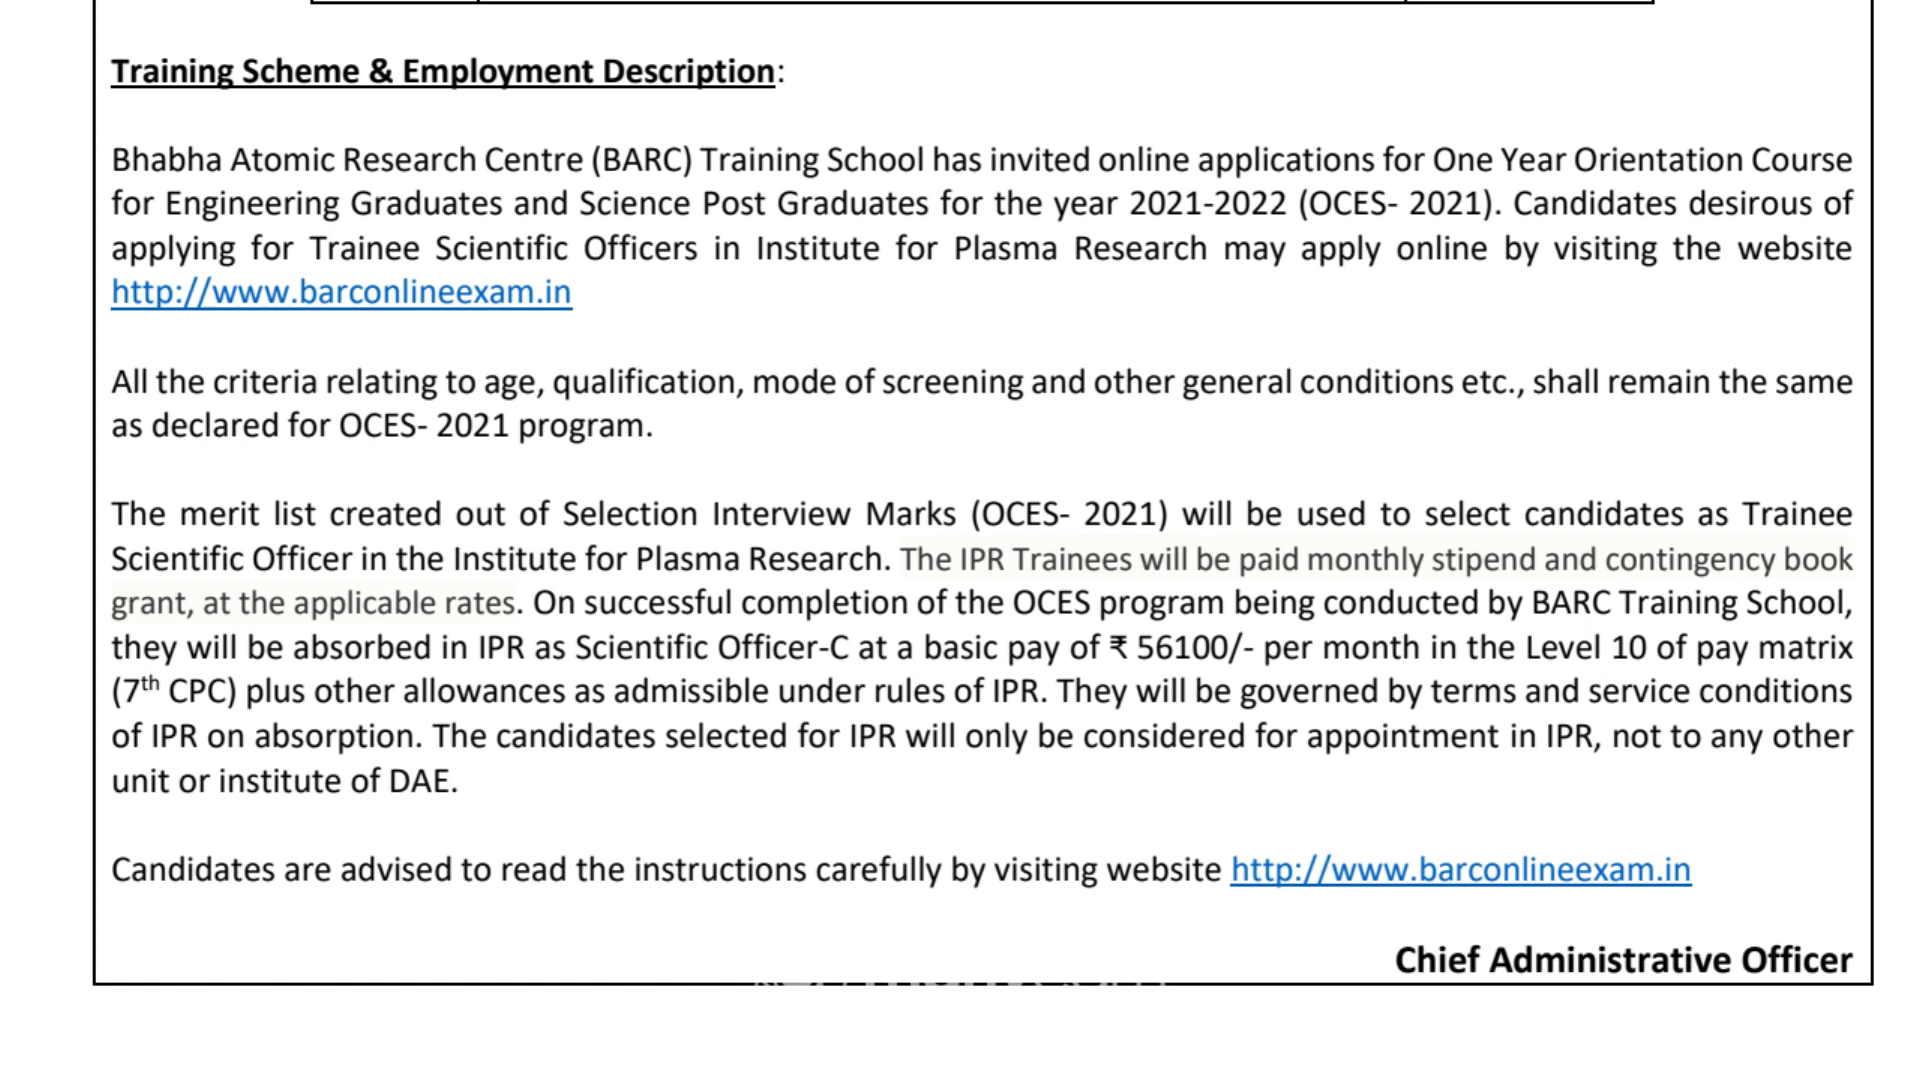 Training Scheme & Employment Description:
Bhabha Atomic Research Centre (BARC) Training School has invited online applications for One Year Orientation Course
for Engineering Graduates and Science Post Graduates for the year 2021-2022 (OCES- 2021). Candidates desirous of
applying for Trainee Scientific Officers in Institute for Plasma Research may apply online by visiting the website
http://www.barconlineexam.in
All the criteria relating to age, qualification, mode of screening and other general conditions etc., shall remain the same
as declared for OCES- 2021 program.
The merit list created out of Selection Interview Marks (OCES- 2021) will be used to select candidates as Trainee
Scientific Officer in the Institute for Plasma Research. The IPR Trainees will be paid monthly stipend and contingency book
grant, at the applicable rates. On successful completion of the OCES program being conducted by BARC Training School,
they will be absorbed in IPR as Scientific Officer-C at a basic pay of ₹ 56100/- per month in the Level 10 of pay matrix
(7th CPC) plus other allowances as admissible under rules of IPR. They will be governed by terms and service conditions
of IPR on absorption. The candidates selected for IPR will only be considered for appointment in IPR, not to any other
unit or institute of DAE.
Candidates are advised to read the instructions carefully by visiting website http://www.barconlineexam.in
Chief Administrative Officer